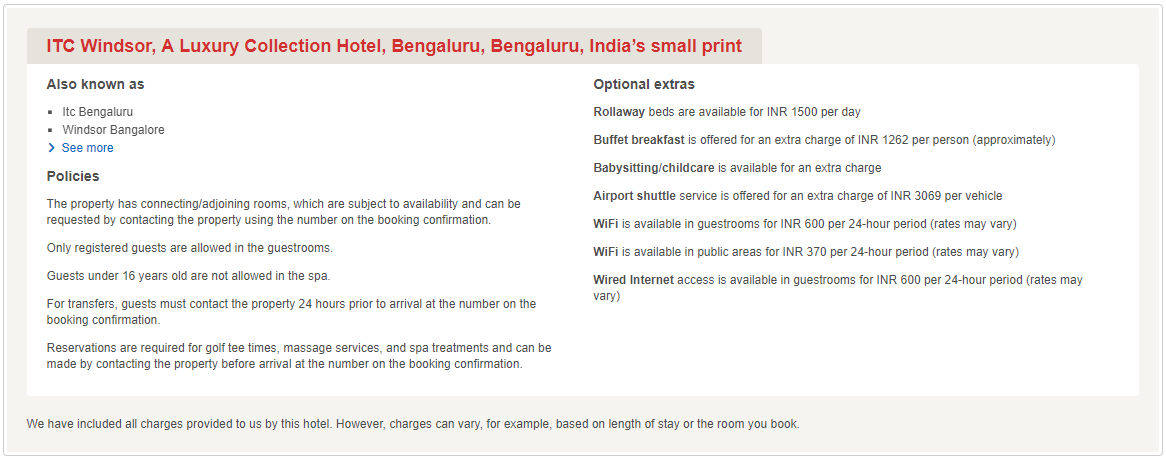 ITC Windsor, A Luxury Collection Hotel, Bengaluru, Bengaluru, India’s small print
Also known as
Itc Bengaluru
Windsor Bangalore
See more
Policies
The property has connecting/adjoining rooms, which are subject to availability and can be
requested by contacting the property using the number on the booking confirmation.
Only registered guests are allowed in the guestrooms.
Guests under 16 years old are not allowed in the spa.
For transfers, guests must contact the property 24 hours prior to arrival at the number on the
booking confirmation.
Reservations are required for golf tee times, massage services, and spa treatments and can be
made by contacting the property before arrival at the number on the booking confirmation.
Optional extras
Rollaway beds are available for INR 1500 per day
Buffet breakfast is offered for an extra charge of INR 1262 per person (approximately)
Babysitting/childcare is available for an extra charge
Airport shuttle service is offered for an extra charge of INR 3069 per vehicle
WiFi is available in guestrooms for INR 600 per 24-hour period (rates may vary)
WiFi is available in public areas for INR 370 per 24-hour period (rates may vary)
Wired Internet access is available in guestrooms for INR 600 per 24-hour period (rates may
vary)
We have included all charges provided to us by this hotel. However, charges can vary, for example, based on length of stay or the room you book.